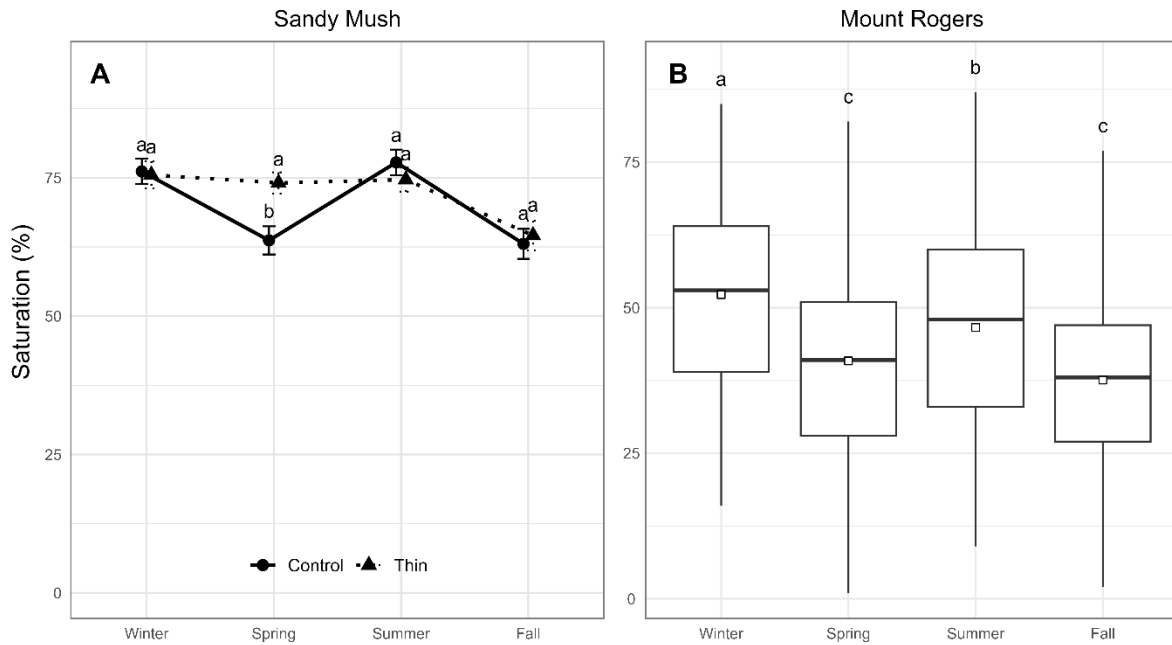 Sandy Mush
Mount Rogers
A
B
Saturation (%)
75
50
25
0
a
a
b
a
a
a
a
a
Control
Thin
Winter
Spring
Summer
Fall
75
50
25
0
a
c
b
c
Winter
Spring
Summer
Fall